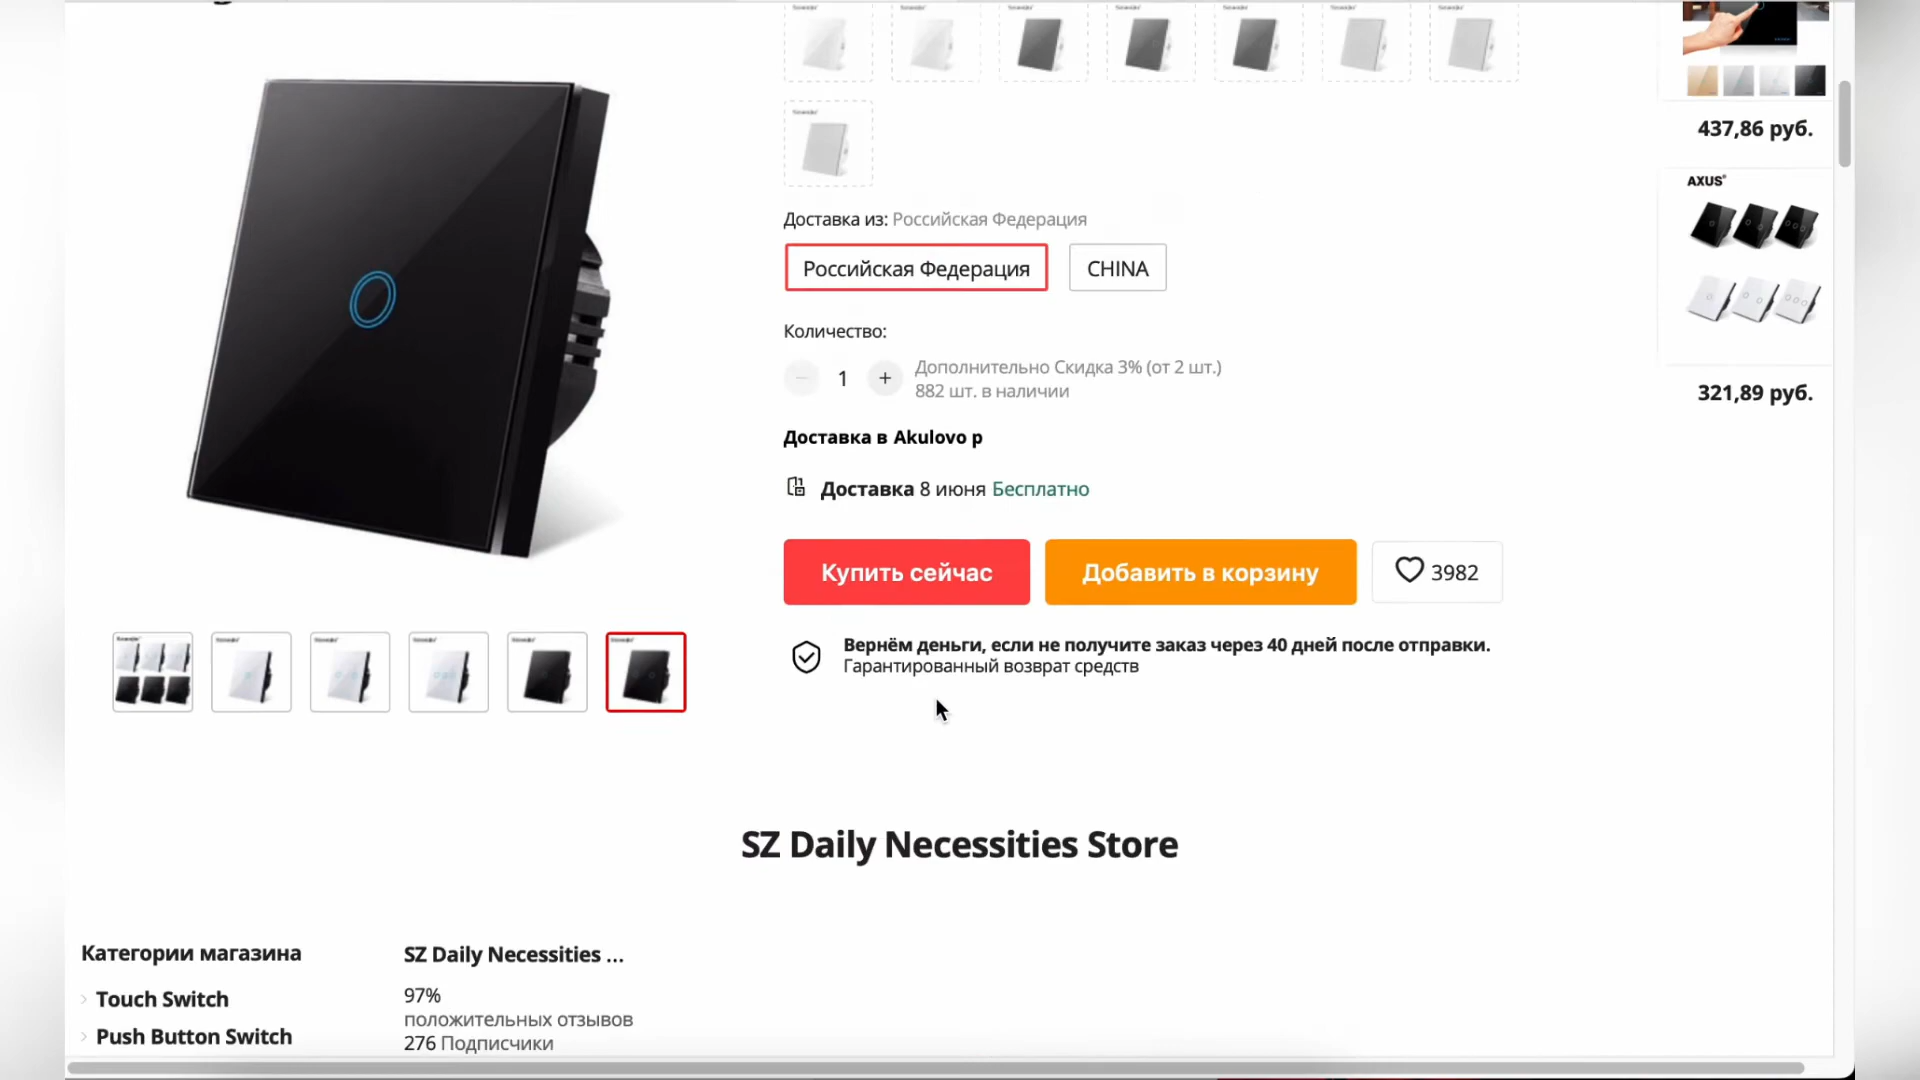 Доставка из: Российская Федерация
Российская Федерация
CHINA
Количество:
1
+
Дополнительно Скидка 3% (от 2 шт.)
882 шт. в наличии
Доставка в Akulovo p
Доставка 8 июня Бесплатно
Купить сейчас
Добавить в корзину
3982
Вернём деньги, если не получите заказ через 40 дней после отправки.
Гарантированный возврат средств
437,86 руб.
AXUS
321,89 руб.
SZ Daily Necessities Store
Категории магазина
Touch Switch
Push Button Switch
SZ Daily Necessities ...
97%
положительных отзывов
276 Подписчики